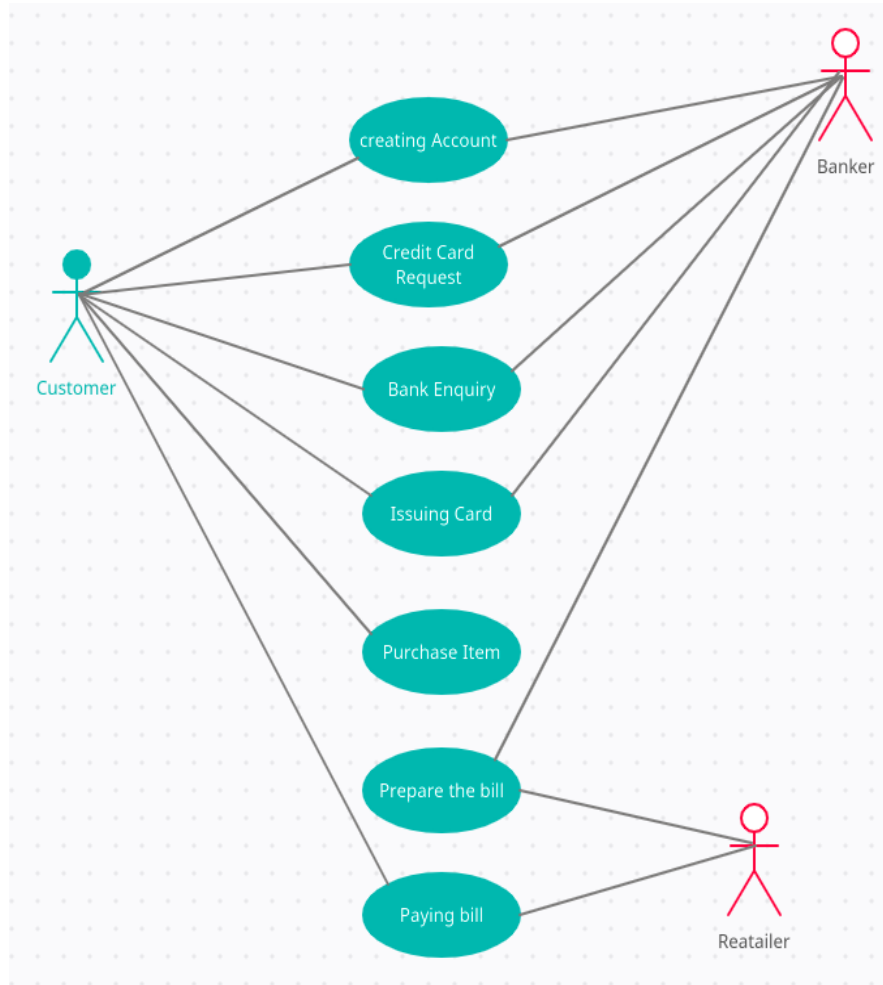 creating Account
Banker
Credit Card
Request
Customer
Bank Enquiry
Issuing Card
Purchase Item
Prepare the bill
Paying bill
Reatailer